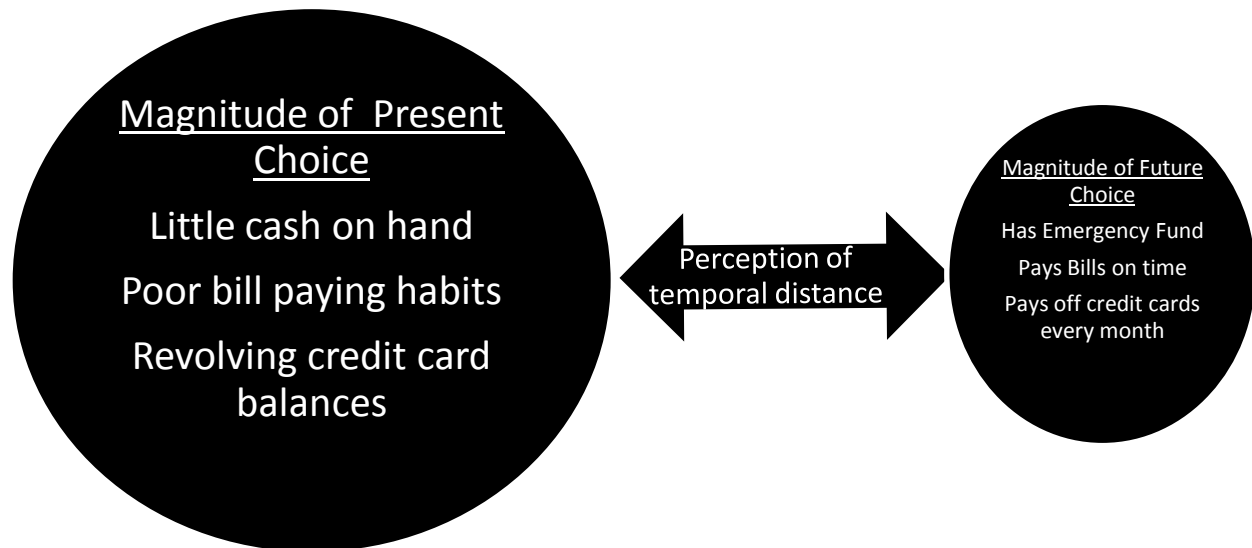 Magnitude of Present
Choice
Little cash on hand
Poor bill paying habits
Revolving credit card
balances
Perception of
temporal distance
Magnitude of Future
Choice
Has Emergency Fund
Pays Bills on time
Pays off credit cards
every month